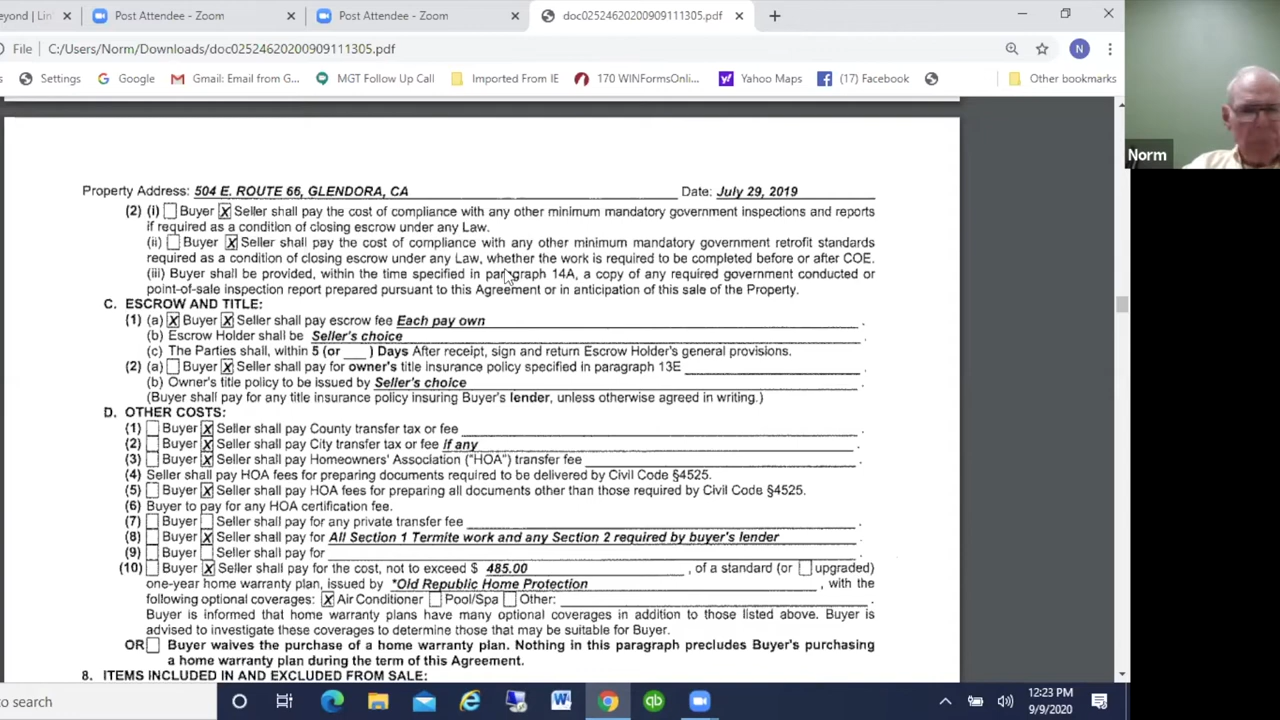 eyond | Lin
Post Attendee - Zoom
Post Attendee - Zoom
doc02524620200909111305.pdf
File C:/Users/Norm/Downloads/doc02524620200909111305.pdf
N
s Settings Google Gmail: Email from G... MGT Follow Up Call Imported From IE 170 WINFormsOnli... Yahoo Maps (17) Facebook Other bookmarks
Norm
Property Address: 504 E. ROUTE 66, GLENDORA, CA Date: July 29, 2019
(2) (i) Buyer X Seller shall pay the cost of compliance with any other minimum mandatory government inspections and reports
if required as a condition of closing escrow under any Law.
(ii) Buyer X Seller shall pay the cost of compliance with any other minimum mandatory government retrofit standards
required as a condition of closing escrow under any Law, whether the work is required to be completed before or after COE.
(iii) Buyer shall be provided, within the time specified in paragraph 14A, a copy of any required government conducted or
point-of-sale inspection report prepared pursuant to this Agreement or in anticipation of this sale of the Property.
C. ESCROW AND TITLE:
(1) (a) X Buyer X Seller shall pay escrow fee Each pay own .
(b) Escrow Holder shall be Seller's choice .
(c) The Parties shall, within 5 (or ___ ) Days After receipt, sign and return Escrow Holder's general provisions.
(2) (a) Buyer X Seller shall pay for owner's title insurance policy specified in paragraph 13E .
(b) Owner's title policy to be issued by Seller's choice .
(Buyer shall pay for any title insurance policy insuring Buyer's lender, unless otherwise agreed in writing.)
D. OTHER COSTS:
(1) Buyer X Seller shall pay County transfer tax or fee .
(2) Buyer X Seller shall pay City transfer tax or fee if any .
(3) Buyer X Seller shall pay Homeowners' Association ("HOA") transfer fee .
(4) Seller shall pay HOA fees for preparing documents required to be delivered by Civil Code §4525.
(5) Buyer X Seller shall pay HOA fees for preparing all documents other than those required by Civil Code §4525.
(6) Buyer to pay for any HOA certification fee.
(7) Buyer Seller shall pay for any private transfer fee .
(8) Buyer X Seller shall pay for All Section 1 Termite work and any Section 2 required by buyer's lender .
(9) Buyer Seller shall pay for .
(10) Buyer X Seller shall pay for the cost, not to exceed $ 485.00 , of a standard (or upgraded)
one-year home warranty plan, issued by *Old Republic Home Protection , with the
following optional coverages: X Air Conditioner Pool/Spa Other: .
Buyer is informed that home warranty plans have many optional coverages in addition to those listed above. Buyer is
advised to investigate these coverages to determine those that may be suitable for Buyer.
OR Buyer waives the purchase of a home warranty plan. Nothing in this paragraph precludes Buyer's purchasing
a home warranty plan during the term of this Agreement.
8. ITEMS INCLUDED IN AND EXCLUDED FROM SALE:
to search
12:23 PM
9/9/2020